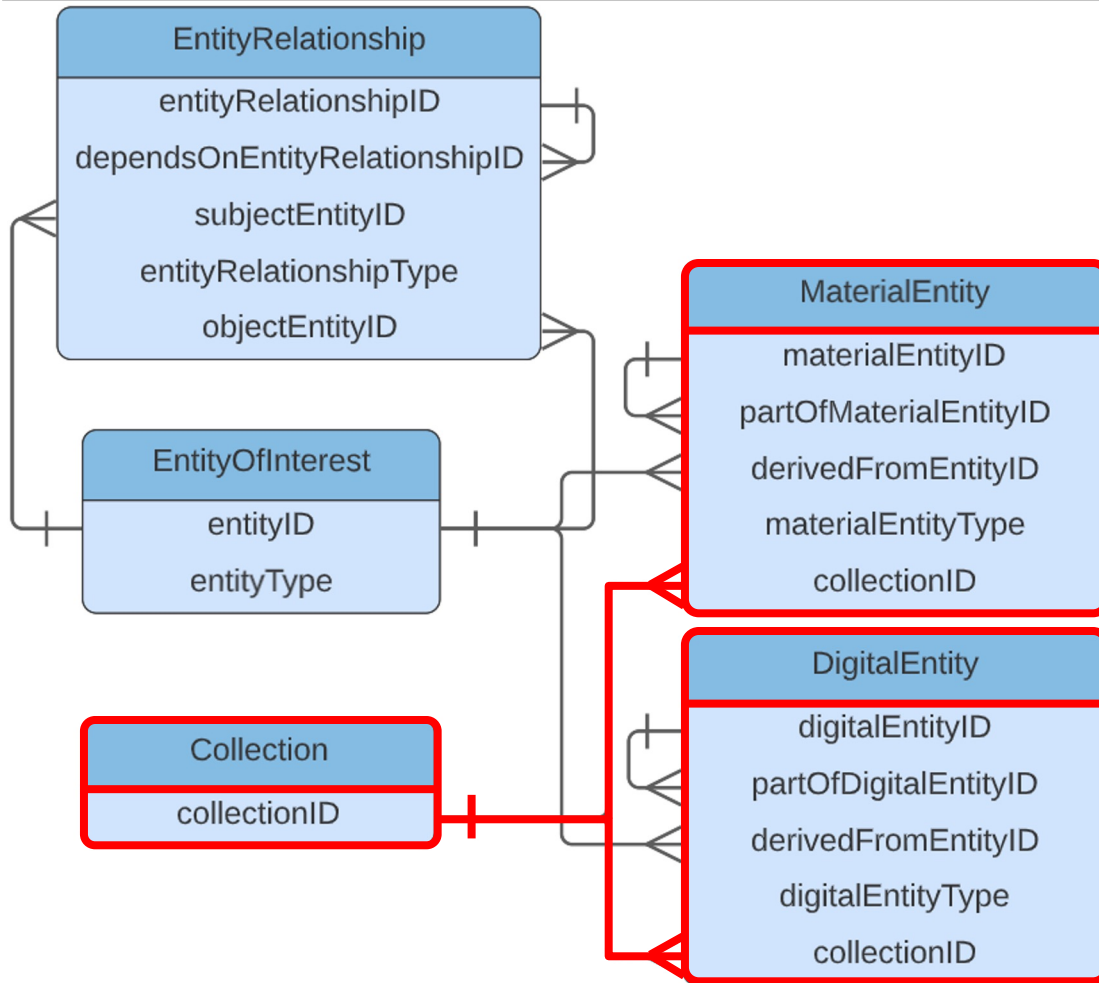 EntityRelationship
entityRelationshipID
dependsOnEntityRelationshipID
subjectEntityID
entityRelationshipType
objectEntityID
EntityOfInterest
entityID
entityType
Collection
collectionID
MaterialEntity
materialEntityID
partOfMaterialEntityID
derivedFromEntityID
materialEntityType
collectionID
DigitalEntity
digitalEntityID
partOfDigitalEntityID
derivedFromEntityID
digitalEntityType
collectionID